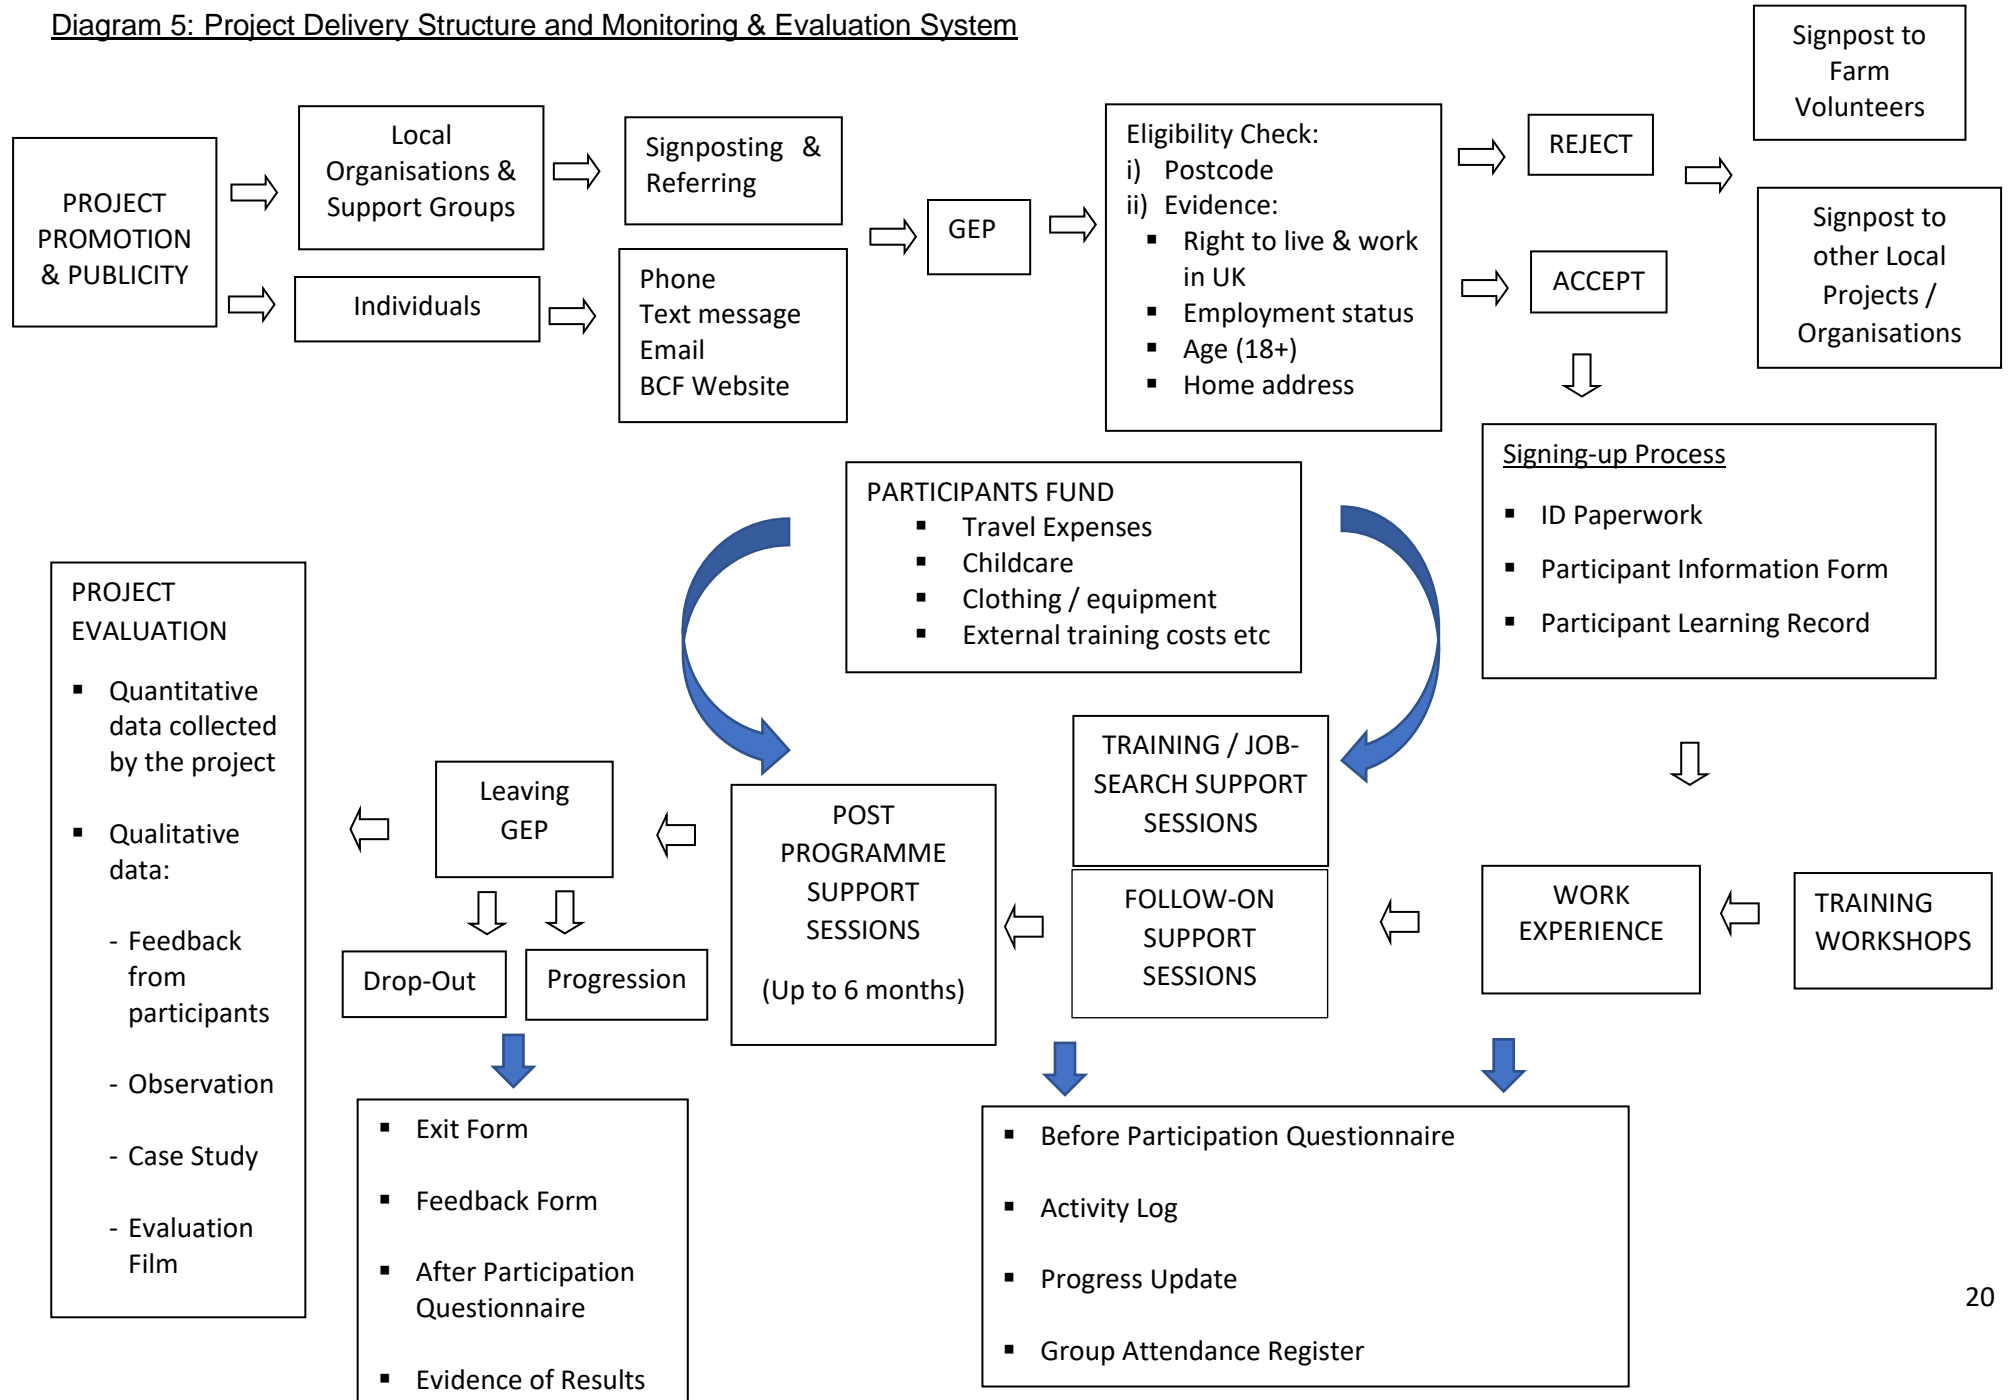 Diagram 5: Project Delivery Structure and Monitoring & Evaluation System
PROJECT
PROMOTION
& PUBLICITY
Local
Organisations &
Support Groups
Individuals
Signposting &
Referring
Phone
Text message
Email
BCF Website
GEP
Eligibility Check:
i) Postcode
ii) Evidence:
▪ Right to live & work
in UK
▪ Employment status
▪ Age (18+)
▪ Home address
REJECT
ACCEPT
Signpost to
Farm
Volunteers
Signpost to
other Local
Projects /
Organisations
Signing-up Process
▪ ID Paperwork
▪ Participant Information Form
▪ Participant Learning Record
PARTICIPANTS FUND
▪ Travel Expenses
▪ Childcare
▪ Clothing / equipment
▪ External training costs etc
TRAINING
WORKSHOPS
WORK
EXPERIENCE
TRAINING / JOB-
SEARCH SUPPORT
SESSIONS
FOLLOW-ON
SUPPORT
SESSIONS
POST
PROGRAMME
SUPPORT
SESSIONS
(Up to 6 months)
Leaving
GEP
Drop-Out
Progression
PROJECT
EVALUATION
▪ Quantitative
data collected
by the project
▪ Qualitative
data:
- Feedback
from
participants
- Observation
- Case Study
- Evaluation
Film
▪ Exit Form
▪ Feedback Form
▪ After Participation
Questionnaire
▪ Evidence of Results
▪ Before Participation Questionnaire
▪ Activity Log
▪ Progress Update
▪ Group Attendance Register
20